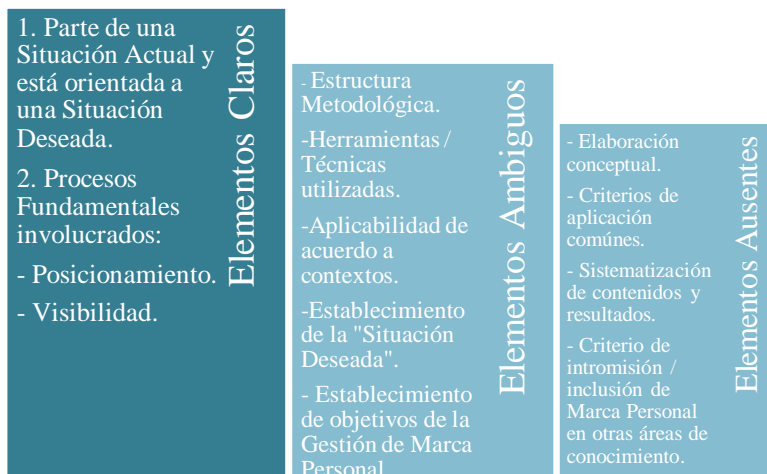 1. Parte de una
Situación Actual y
está orientada a
una Situación
Deseada.
2. Procesos
Fundamentales
involucrados:
- Posicionamiento.
- Visibilidad.
Elementos Claros
- Estructura
Metodológica.
-Herramientas /
Técnicas
utilizadas.
-Aplicabilidad de
acuerdo a
contextos.
-Establecimiento
de la "Situación
Deseada".
- Establecimiento
de objetivos de la
Gestión de Marca
Personal
Elementos Ambiguos
- Elaboración
conceptual.
- Criterios de
aplicación
comúnes.
- Sistematización
de contenidos y
resultados.
- Criterio de
intromisión /
inclusión de
Marca Personal
en otras áreas de
conocimiento.
Elementos Ausentes